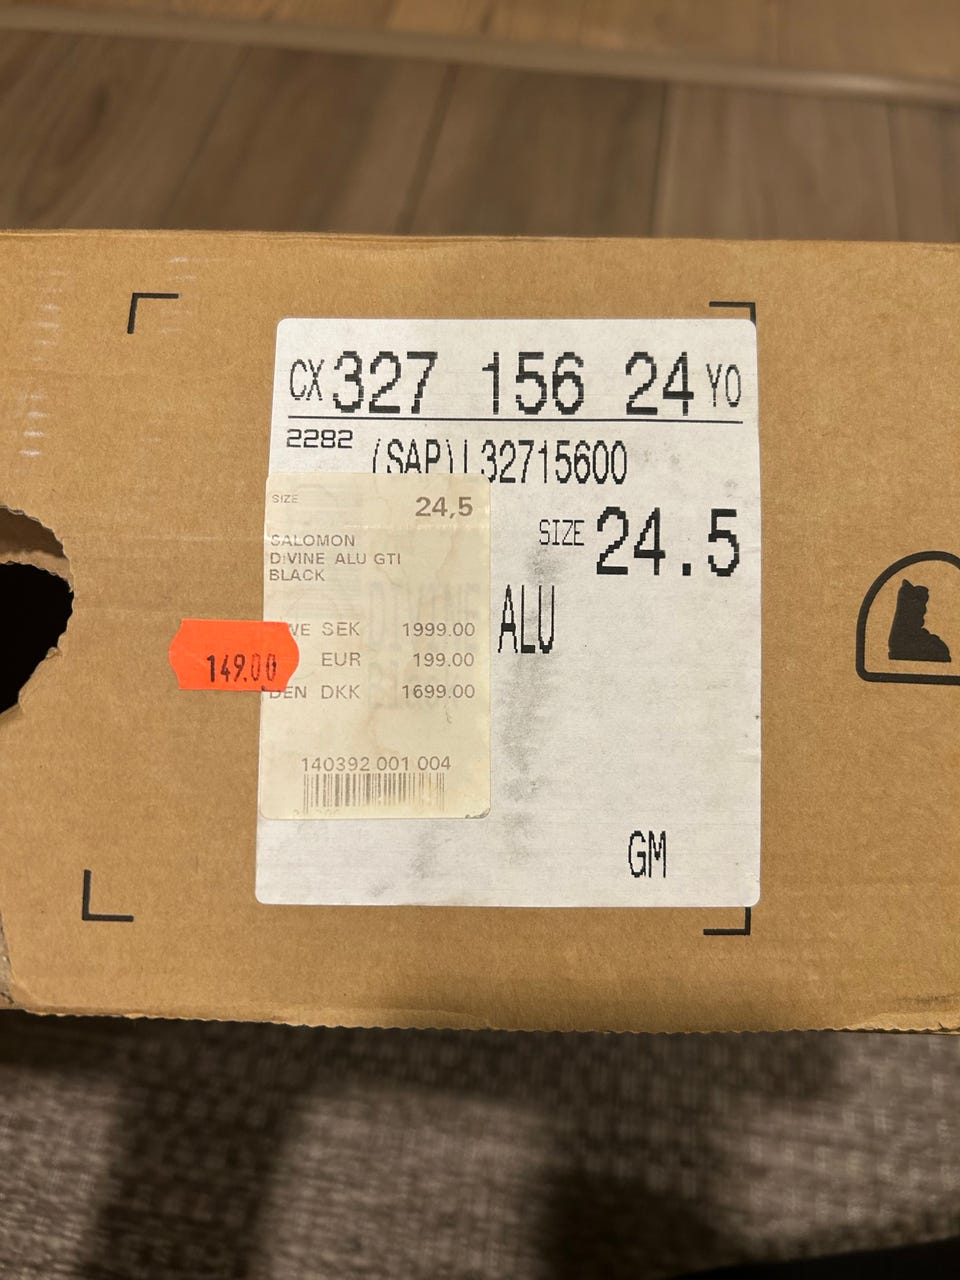 CX 327 156 24 YO
2282
(SAP) L32715600
SIZE 24.5
ALU
GM
SIZE 24,5
SALOMON
DIVINE ALU GTI
BLACK
WE SEK 1999.00
EUR 199.00
DEN DKK 1699.00
140392 001 004
149.00